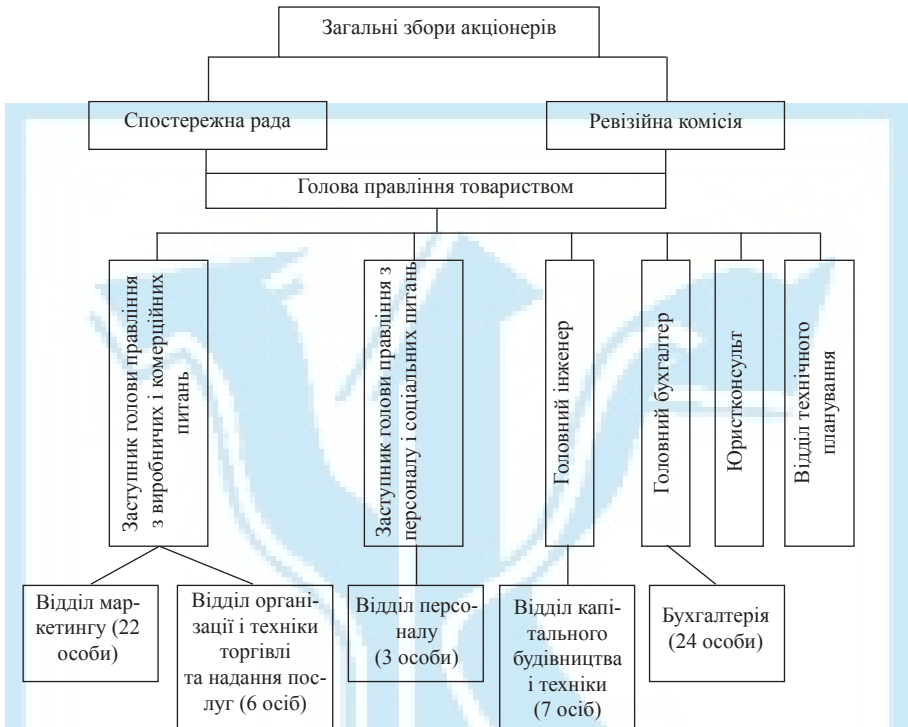 Загальні збори акціонерів
Спостережна рада
Ревізійна комісія
Голова правління товариством
Заступник голови правління
з виробничих і комерційних
питань
Заступник голови правління з
персоналу і соціальних питань
Головний інженер
Головний бухгалтер
Юристконсульт
Відділ технічного
планування
Відділ мар-
кетингу (22
особи)
Відділ органі-
зації і техніки
торгівлі
та надання пос-
луг (6 осіб)
Відділ персо-
налу
(3 особи)
Відділ капі-
тального
будівництва
і техніки
(7 осіб)
Бухгалтерія
(24 особи)